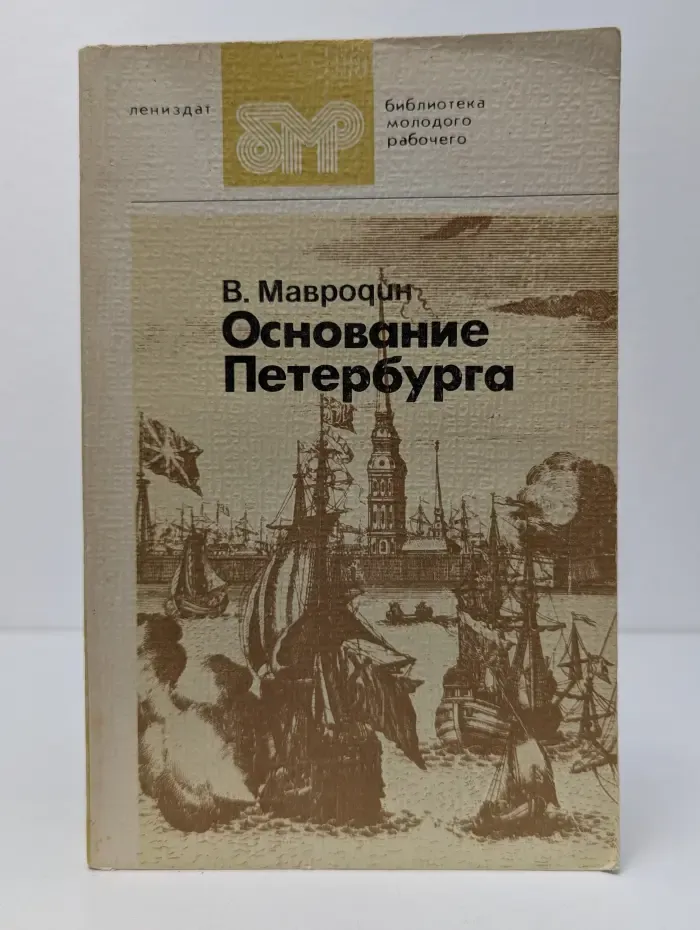 лениздат
бмр
библиотека
молодого
рабочего
В. Мавродин
Основание
Петербурга